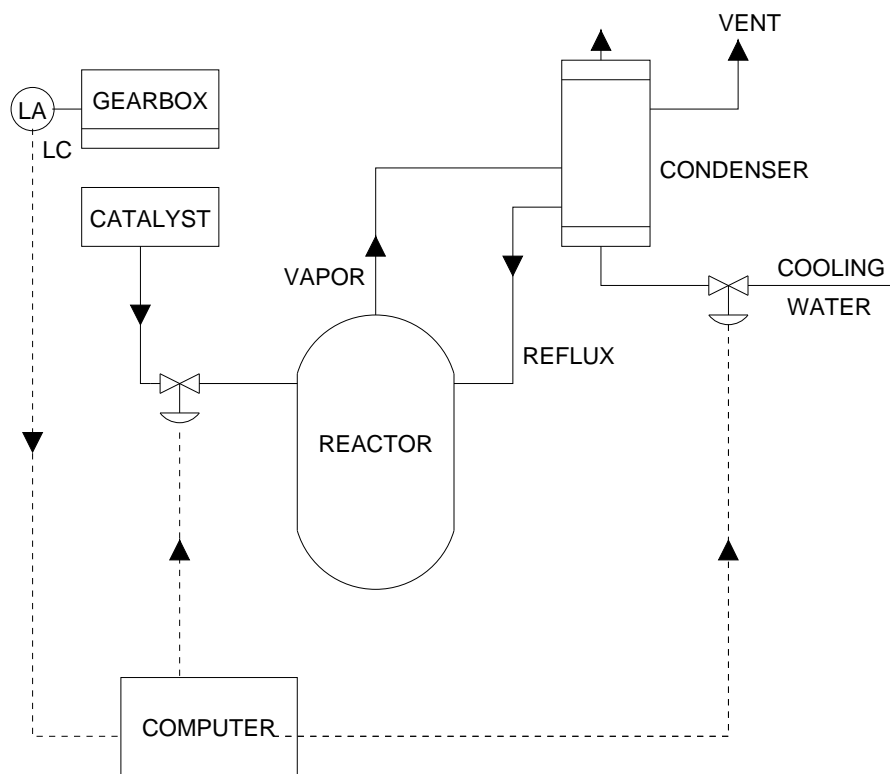 VENT
LA
GEARBOX
LC
CONDENSER
CATALYST
VAPOR
COOLING
WATER
REFLUX
REACTOR
COMPUTER